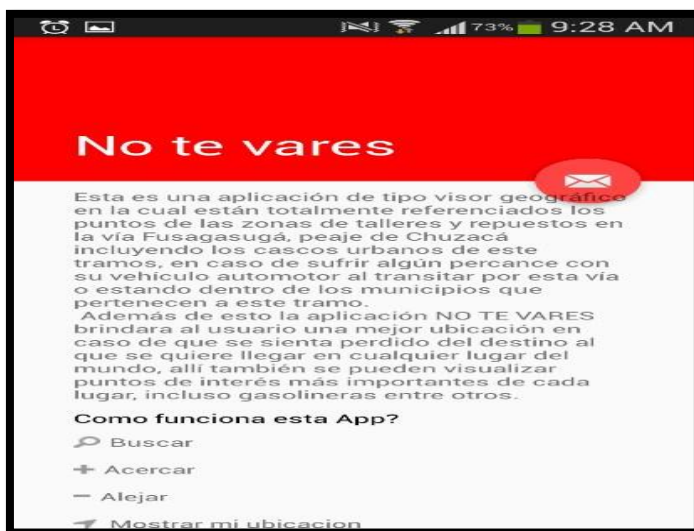 73% 9:28 AM
No te vares
Esta es una aplicación de tipo visor geográfico
en la cual están totalmente referenciados los
puntos de las zonas de talleres y repuestos en
la vía Fusagasugá, peaje de Chuzacá
incluyendo los cascos urbanos de este
tramos, en caso de sufrir algún percance con
su vehículo automotor al transitar por esta vía
o estando dentro de los municipios que
pertenecen a este tramo.
Además de esto la aplicación NO TE VARES
brindara al usuario una mejor ubicación en
caso de que se sienta perdido del destino al
que se quiere llegar en cualquier lugar del
mundo, allí también se pueden visualizar
puntos de interés más importantes de cada
lugar, incluso gasolineras entre otros.
Como funciona esta App?
Buscar
Acercar
Alejar
Mostrar mi ubicacion